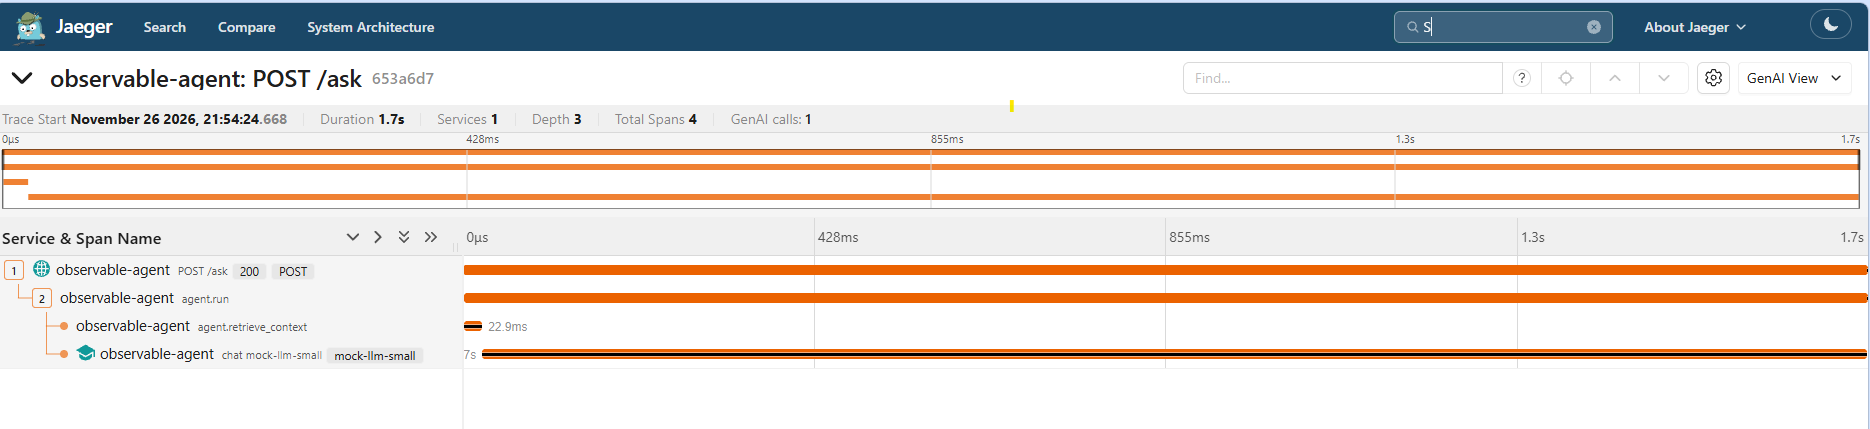 Jaeger Search Compare System Architecture S About Jaeger
observable-agent: POST /ask 653a6d7 Find... ? GenAI View
Trace Start November 26 2026, 21:54:24.668 Duration 1.7s Services 1 Depth 3 Total Spans 4 GenAI calls: 1
0μs 428ms 855ms 1.3s 1.7s
Service & Span Name 0μs 428ms 855ms 1.3s 1.7s
1 observable-agent POST /ask 200 POST
2 observable-agent agent.run
observable-agent agent.retrieve_context 22.9ms
observable-agent chat mock-llm-small mock-llm-small 7s